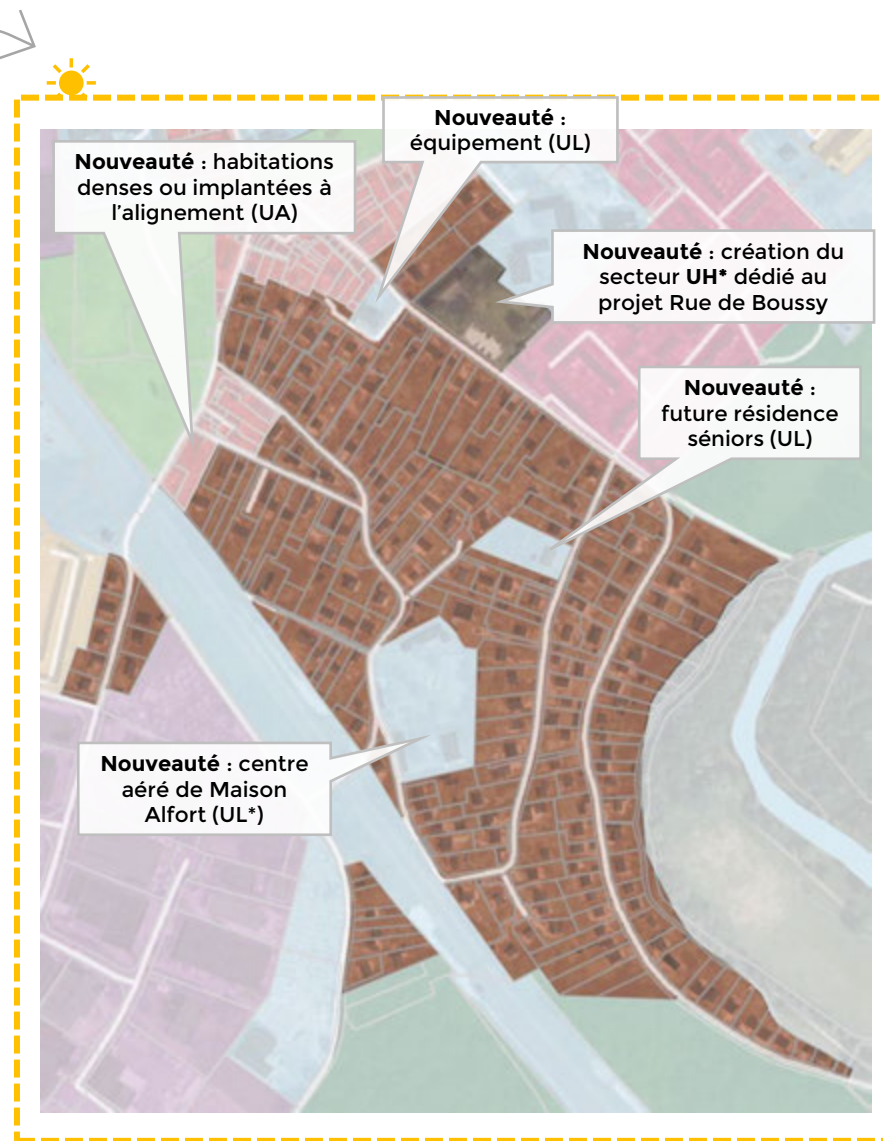 Nouveauté :
équipement (UL)
Nouveauté : habitations
denses ou implantées à
l'alignement (UA)
Nouveauté : création du
secteur UH* dédié au
projet Rue de Boussy
Nouveauté :
future résidence
séniors (UL)
Nouveauté : centre
aéré de Maison
Alfort (UL*)